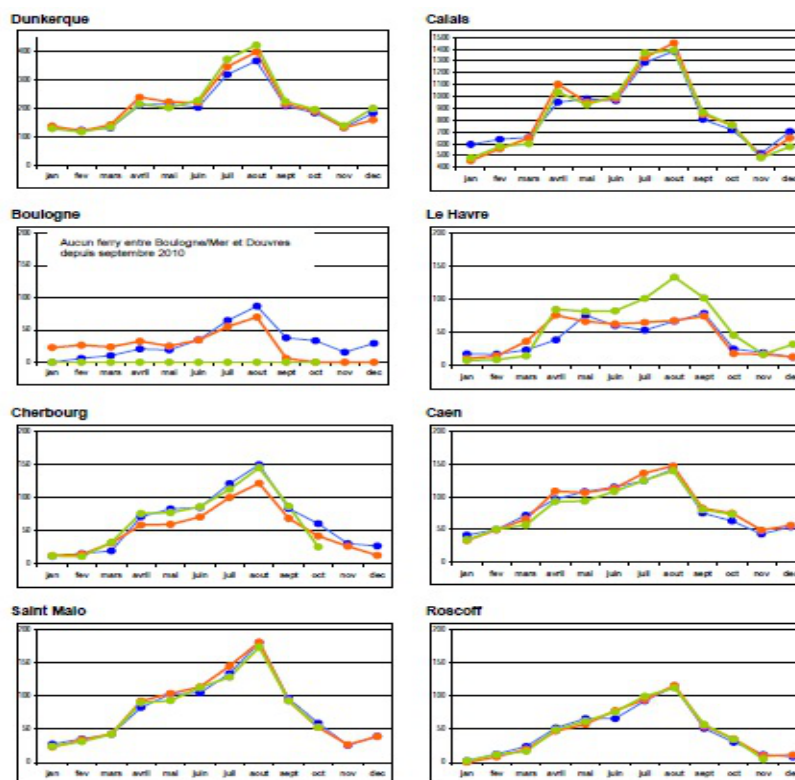 Dunkerque
400
300
200
100
0
jan fev mars avril mai juin juil aout sept oct nov dec
Calais
1500
1400
1300
1200
1100
1000
900
800
700
600
500
400
jan fev mars avril mai juin juil aout sept oct nov dec
Boulogne
Aucun ferry entre Boulogne/Mer et Douvres
depuis septembre 2010
200
150
100
50
0
jan fev mars avril mai juin juil aout sept oct nov dec
Le Havre
200
150
100
50
0
jan fev mars avril mai juin juil aout sept oct nov dec
Cherbourg
200
150
100
50
0
jan fev mars avril mai juin juil aout sept oct nov dec
Caen
200
150
100
50
0
jan fev mars avril mai juin juil aout sept oct nov dec
Saint Malo
200
150
100
50
0
jan fev mars avril mai juin juil aout sept oct nov dec
Roscoff
200
150
100
50
0
jan fev mars avril mai juin juil aout sept oct nov dec